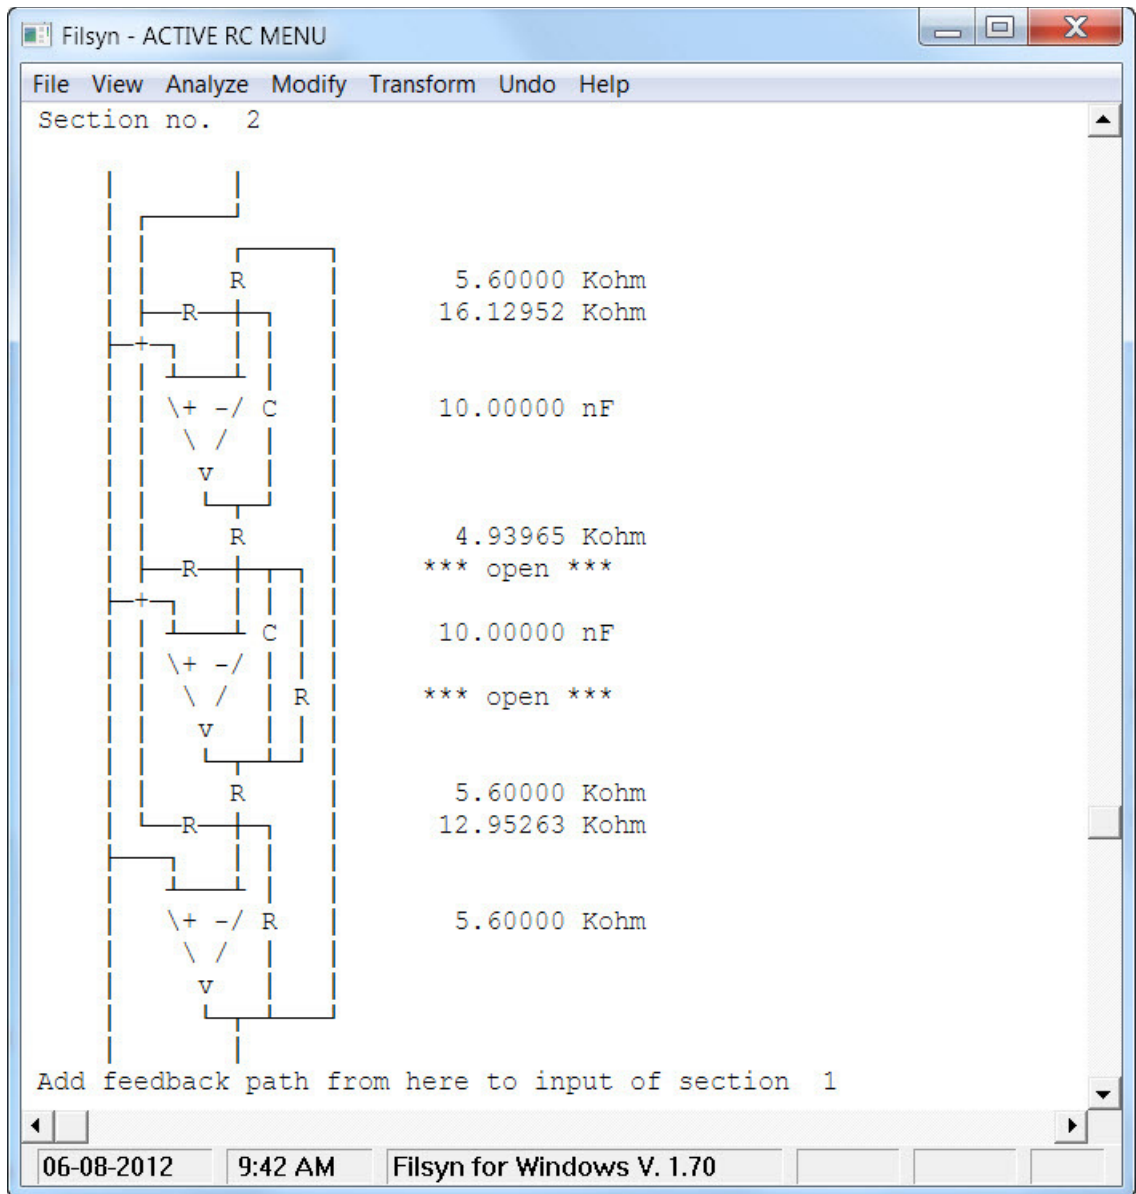 Filsyn - ACTIVE RC MENU
File View Analyze Modify Transform Undo Help
Section no. 2
R 5.60000 Kohm
R 16.12952 Kohm
+
\+ -/ C 10.00000 nF
\ /
v
R 4.93965 Kohm
R *** open ***
+
C 10.00000 nF
\+ -/
\ / R *** open ***
v
R 5.60000 Kohm
R 12.95263 Kohm
\+ -/ R 5.60000 Kohm
\ /
v
Add feedback path from here to input of section 1
06-08-2012 9:42 AM Filsyn for Windows V. 1.70